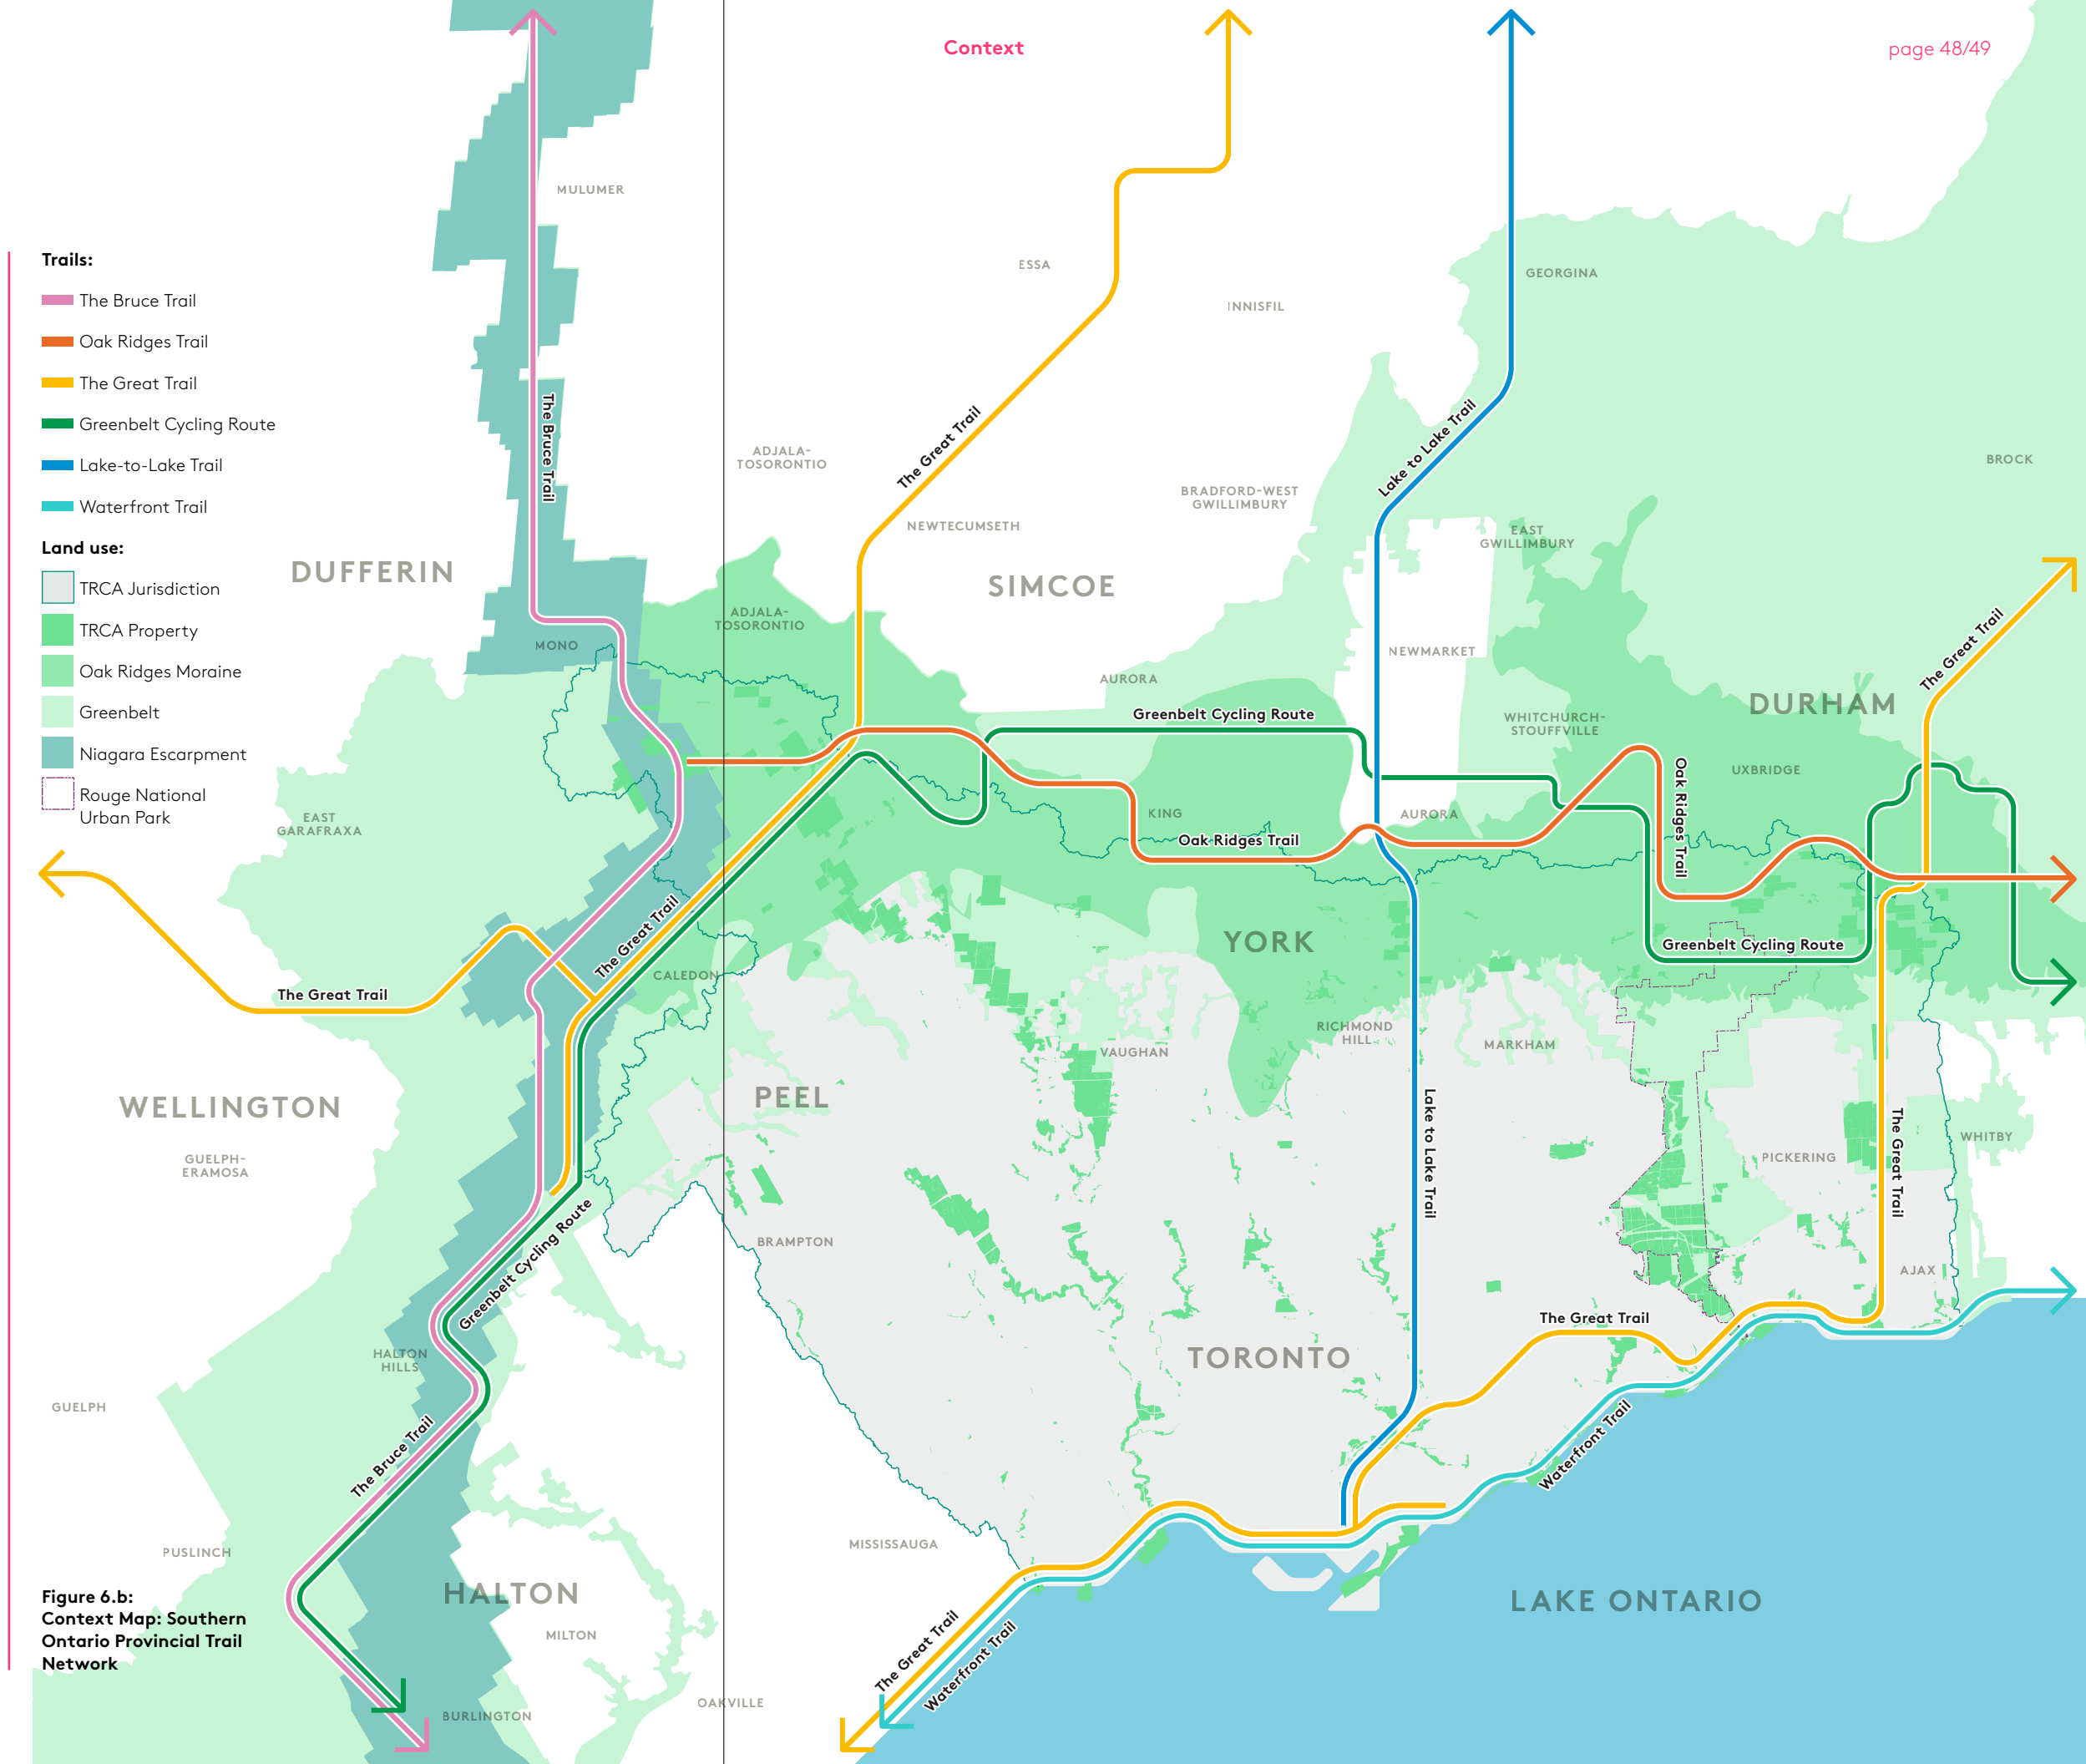 Context
page 48/49
Trails:
The Bruce Trail
Oak Ridges Trail
The Great Trail
Greenbelt Cycling Route
Lake-to-Lake Trail
Waterfront Trail
Land use:
TRCA Jurisdiction
TRCA Property
Oak Ridges Moraine
Greenbelt
Niagara Escarpment
Rouge National
Urban Park
Figure 6.b:
Context Map: Southern
Ontario Provincial Trail
Network
MULUMER
ESSA
INNISFIL
GEORGINA
BROCK
The Bruce Trail
The Great Trail
Lake to Lake Trail
ADJALA-
TOSORONTIO
BRADFORD-WEST
GWILLIMBURY
NEWTECUMSETH
EAST
GWILLIMBURY
DUFFERIN
SIMCOE
ADJALA-
TOSORONTIO
MONO
NEWMARKET
The Great Trail
AURORA
DURHAM
Greenbelt Cycling Route
WHITCHURCH-
STOUFFVILLE
UXBRIDGE
Oak Ridges Trail
EAST
GARAFRAXA
KING
AURORA
Oak Ridges Trail
The Great Trail
YORK
Greenbelt Cycling Route
CALEDON
The Great Trail
RICHMOND
HILL
MARKHAM
VAUGHAN
PEEL
WELLINGTON
Lake to Lake Trail
The Great Trail
WHITBY
PICKERING
GUELPH-
ERAMOSA
BRAMPTON
Greenbelt Cycling Route
AJAX
The Great Trail
HALTON
HILLS
TORONTO
GUELPH
The Bruce Trail
Waterfront Trail
MISSISSAUGA
PUSLINCH
HALTON
LAKE ONTARIO
MILTON
The Great Trail
Waterfront Trail
OAKVILLE
BURLINGTON